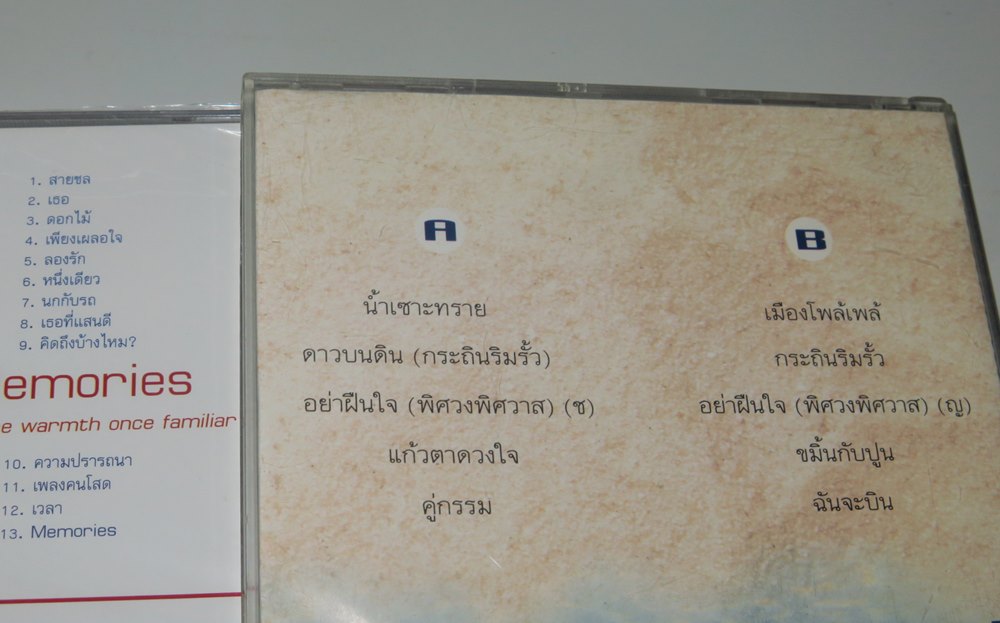 1. สายชล
2. เธอ
3. ดอกไม้
4. เพียงเผลอใจ
5. ลองรัก
6. หนึ่งเดียว
7. นกกับรถ
8. เธอที่แสนดี
9. คิดถึงบ้างไหม?
emories
e warmth once familiar
10. ความปรารถนา
11. เพลงคนโสด
12. เวลา
13. Memories
A
น้ำเซาะทราย
ดาวบนดิน (กระถินริมรั้ว)
อย่าฝืนใจ (พิศวงพิศวาส) (ช)
แก้วตาดวงใจ
คู่กรรม
B
เมืองโพล้เพล้
กระถินริมรั้ว
อย่าฝืนใจ (พิศวงพิศวาส) (ญ)
ขมิ้นกับปูน
ฉันจะบิน